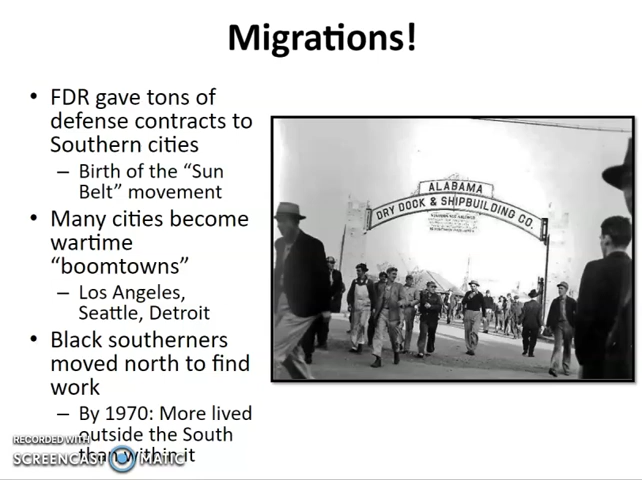 Migrations!
• FDR gave tons of
defense contracts to
Southern cities
– Birth of the “Sun
Belt” movement
• Many cities become
wartime
“boomtowns”
– Los Angeles,
Seattle, Detroit
• Black southerners
moved north to find
work
– By 1970: More lived
outside the South
than within it
ALABAMA
DRY DOCK & SHIPBUILDING CO.
RECORDED WITH
SCREENCAST MATIC